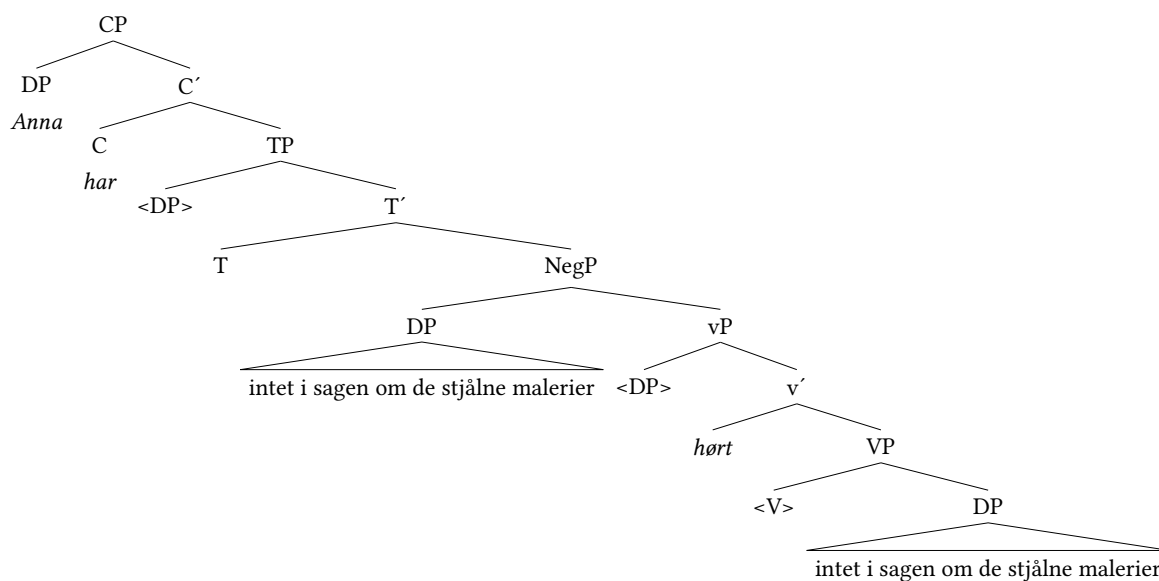 CP
DP C´
Anna
C TP
har
<DP> T´
T NegP
DP vP
intet i sagen om de stjålne malerier <DP> v´
hørt VP
<V> DP
intet i sagen om de stjålne malerier